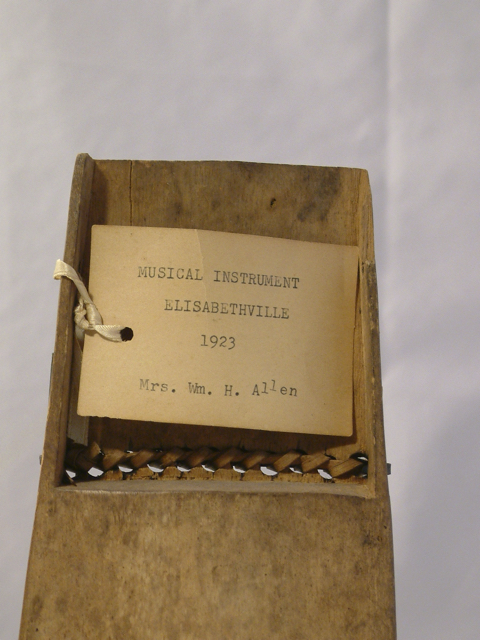 MUSICAL INSTRUMENT
ELISABETHVILLE
1923
Mrs. Wm. H. Allen